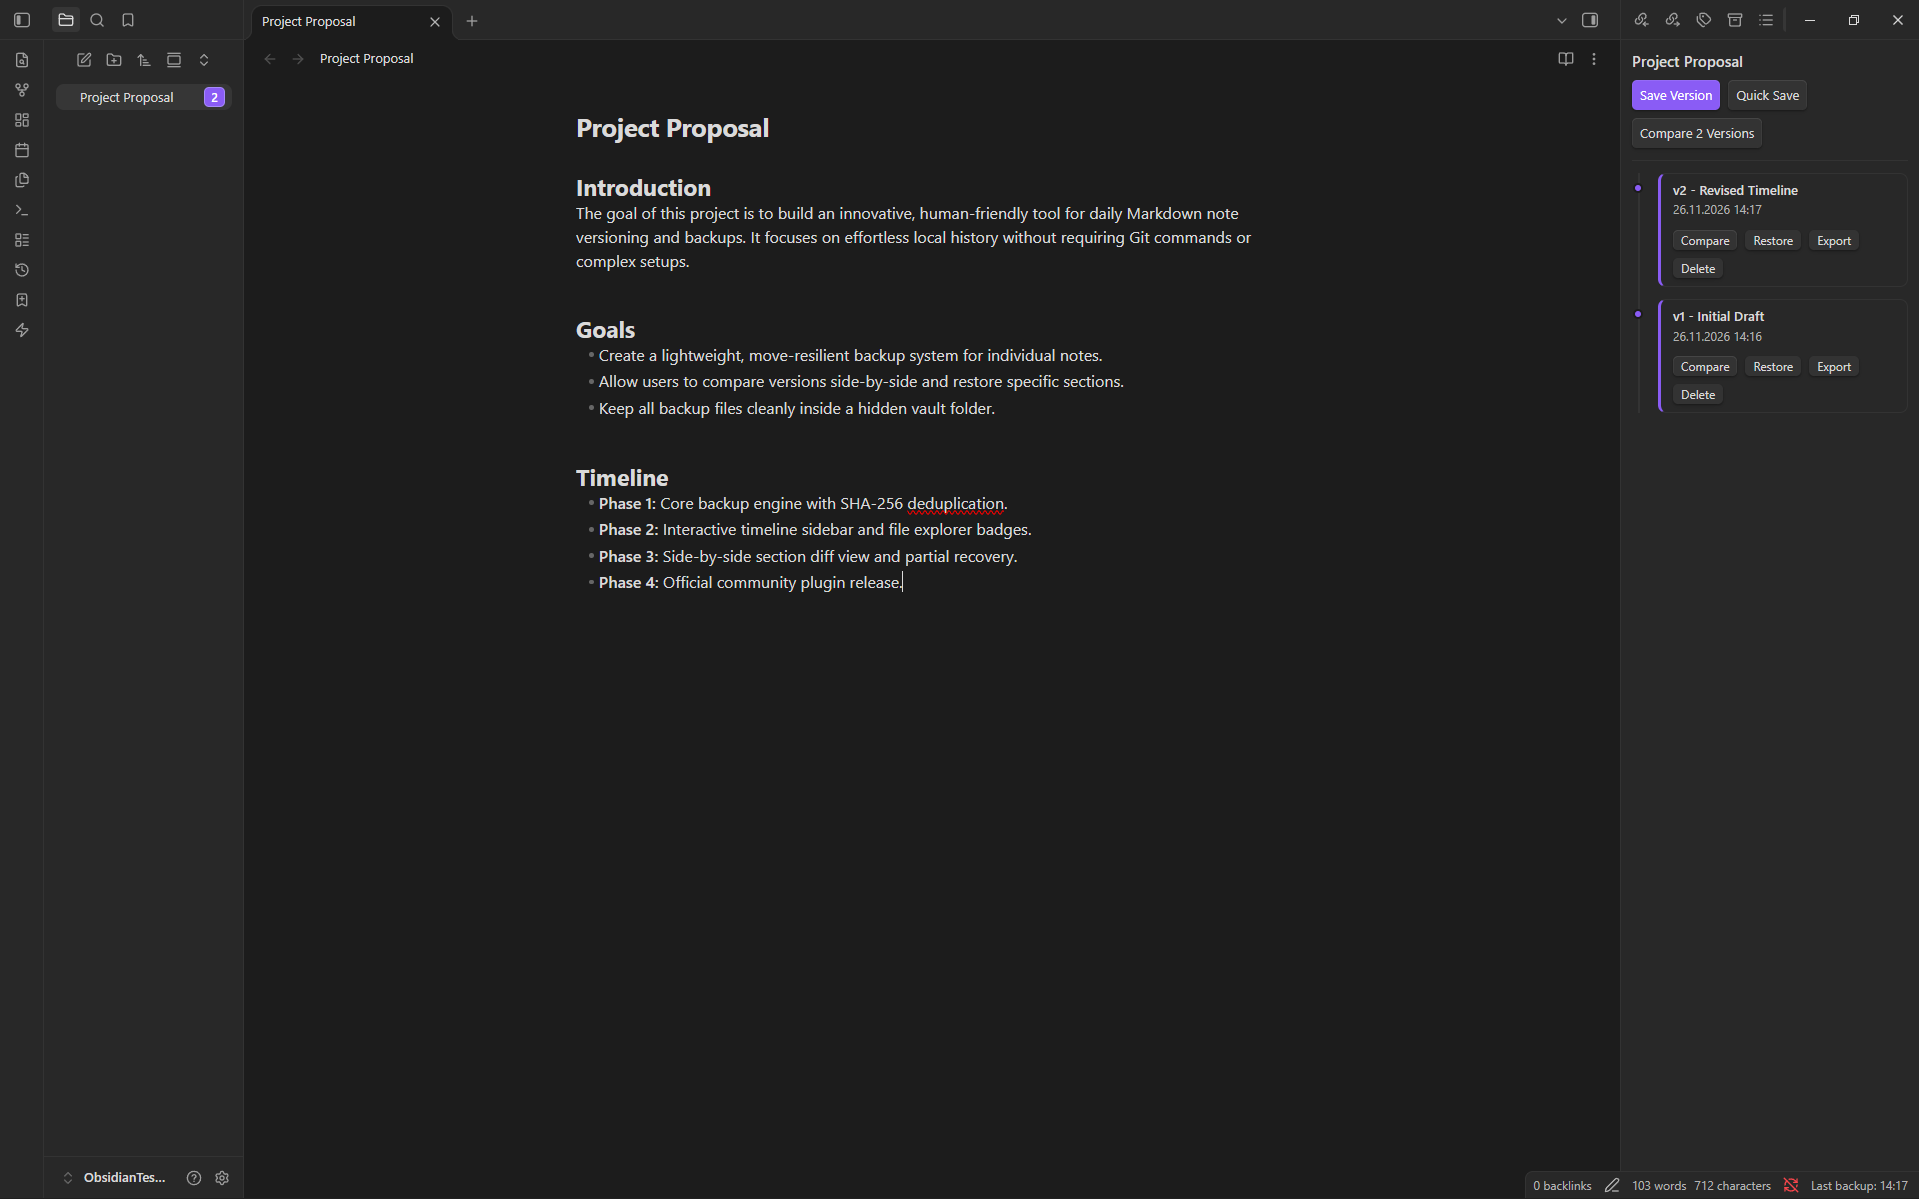 Project Proposal
Project Proposal
Project Proposal 2
Project Proposal
Introduction
The goal of this project is to build an innovative, human-friendly tool for daily Markdown note
versioning and backups. It focuses on effortless local history without requiring Git commands or
complex setups.
Goals
Create a lightweight, move-resilient backup system for individual notes.
Allow users to compare versions side-by-side and restore specific sections.
Keep all backup files cleanly inside a hidden vault folder.
Timeline
Phase 1: Core backup engine with SHA-256 deduplication.
Phase 2: Interactive timeline sidebar and file explorer badges.
Phase 3: Side-by-side section diff view and partial recovery.
Phase 4: Official community plugin release.
Project Proposal
Save Version Quick Save
Compare 2 Versions
v2 - Revised Timeline
26.11.2026 14:17
Compare Restore Export
Delete
v1 - Initial Draft
26.11.2026 14:16
Compare Restore Export
Delete
ObsidianTes...
0 backlinks 103 words 712 characters Last backup: 14:17